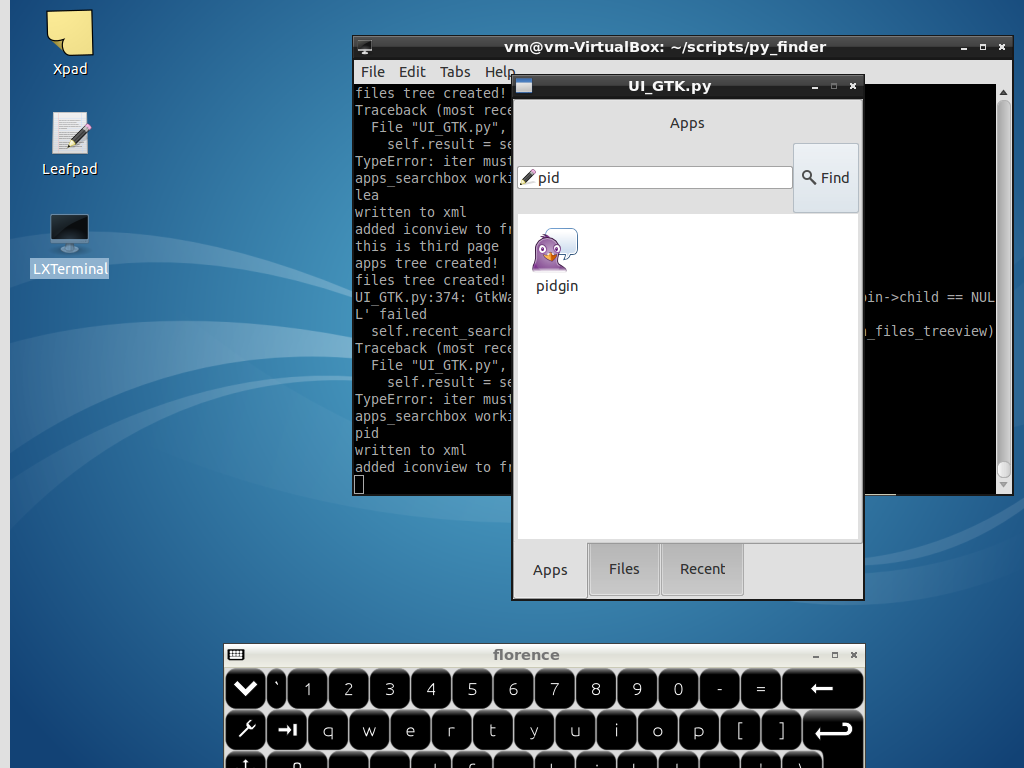 Xpad
Leafpad
LXTerminal
vm@vm-VirtualBox: ~/scripts/py_finder
File Edit Tabs Help
files tree created!
Traceback (most rece
File "UI_GTK.py",
self.result = se
TypeError: iter must
apps_searchbox worki
lea
written to xml
added iconview to fr
this is third page
apps tree created!
files tree created!
UI_GTK.py:374: GtkWa in->child == NUL
L' failed
self.recent_search _files_treeview)
Traceback (most rece
File "UI_GTK.py",
self.result = se
TypeError: iter must
apps_searchbox worki
pid
written to xml
added iconview to fr
UI_GTK.py
Apps
pid
Find
pidgin
Apps Files Recent
florence
` 1 2 3 4 5 6 7 8 9 0 - =
q w e r t y u i o p [ ]